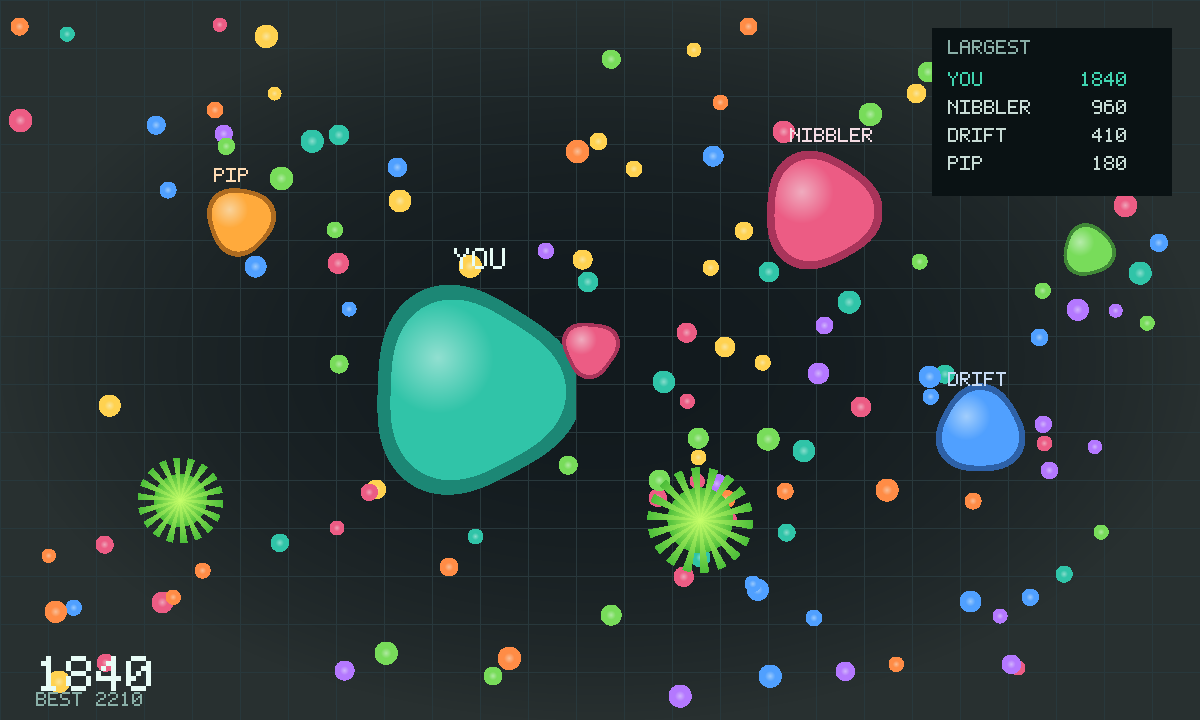 LARGEST
YOU 1840
NIBBLER 960
DRIFT 410
PIP 180
NIBBLER
PIP
YOU
DRIFT
1840
BEST 2210